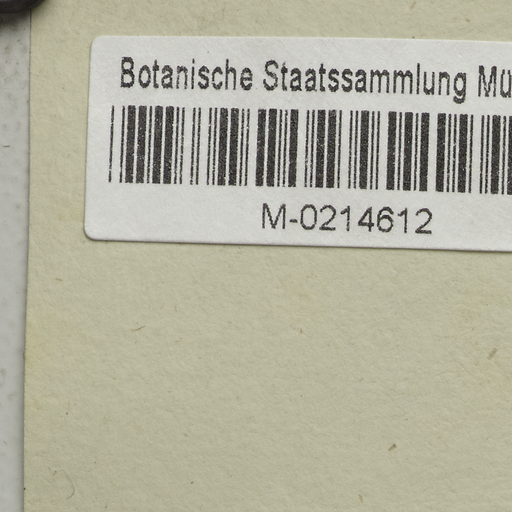 Botanische Staatssammlung Mü
M-0214612